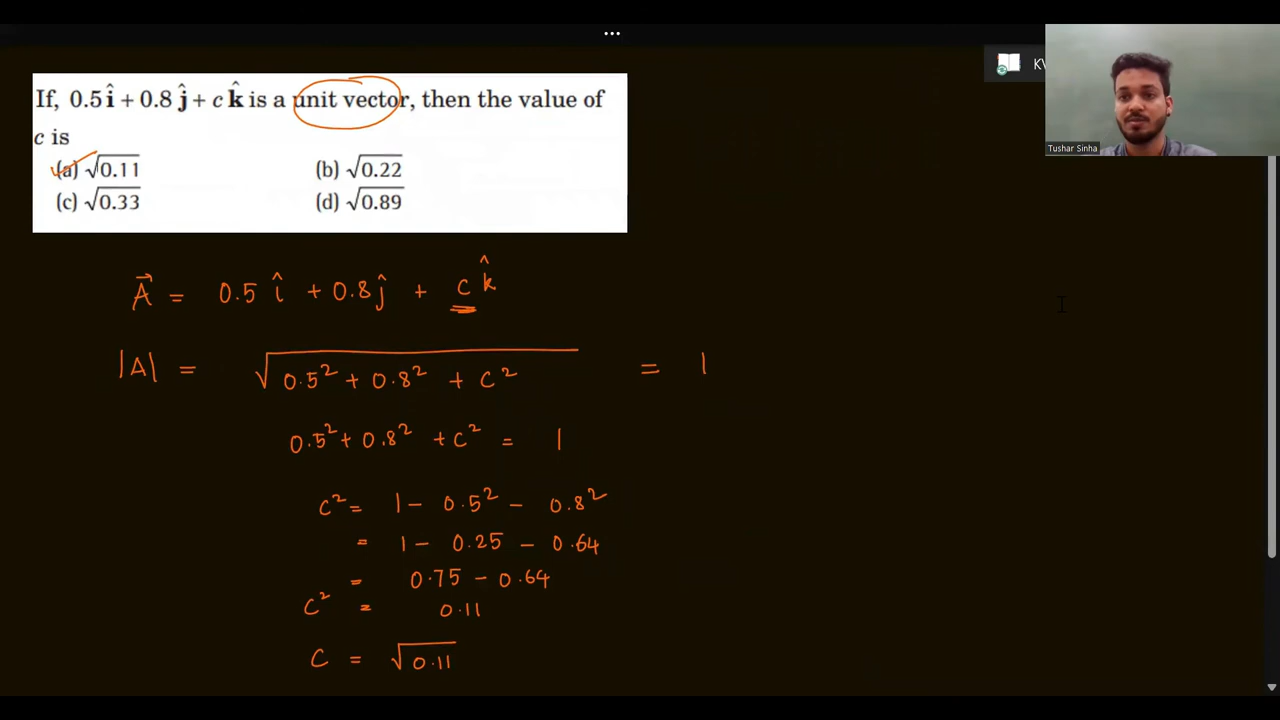 ...
KV
Tushar Sinha
If, 0.5î + 0.8 ĵ + c k̂ is a unit vector, then the value of
c is
(a) √0.11 (b) √0.22
(c) √0.33 (d) √0.89
A⃗ = 0.5 î + 0.8ĵ + c k̂
|A| = √(0.5² + 0.8² + c²) = 1
0.5² + 0.8² + c² = 1
c² = 1 - 0.5² - 0.8²
= 1 - 0.25 - 0.64
= 0.75 - 0.64
c² = 0.11
c = √0.11